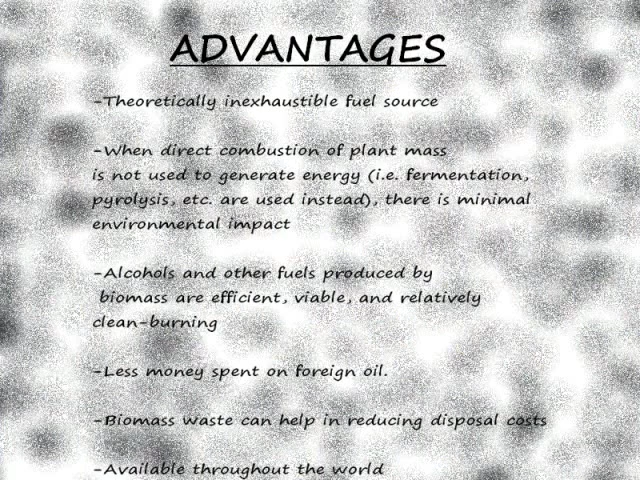 ADVANTAGES
-Theoretically inexhaustible fuel source
-When direct combustion of plant mass
is not used to generate energy (i.e. fermentation,
pyrolysis, etc. are used instead), there is minimal
environmental impact
-Alcohols and other fuels produced by
biomass are efficient, viable, and relatively
clean-burning
-Less money spent on foreign oil.
-Biomass waste can help in reducing disposal costs
-Available throughout the world